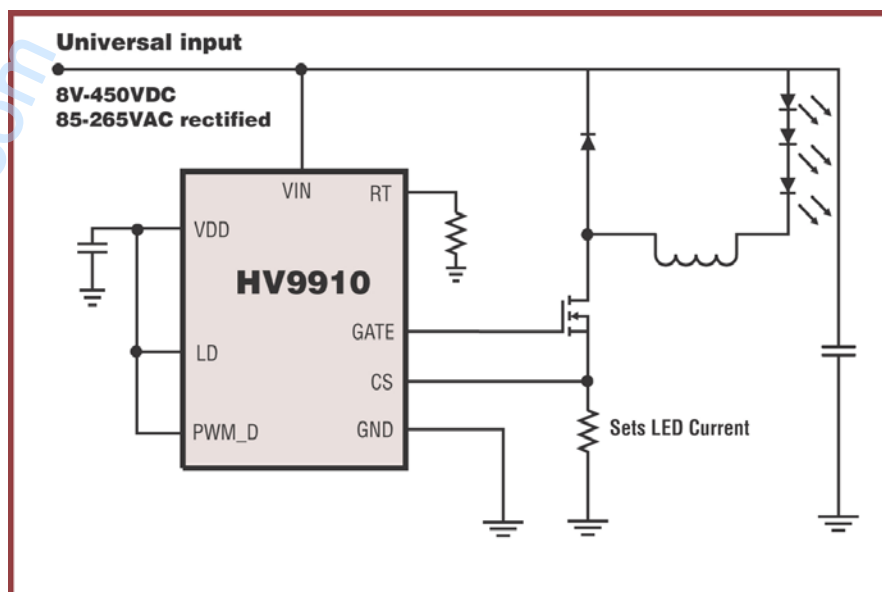 Universal input
8V-450VDC
85-265VAC rectified
VIN
RT
VDD
HV9910
GATE
LD
CS
PWM_D
GND
Sets LED Current
com